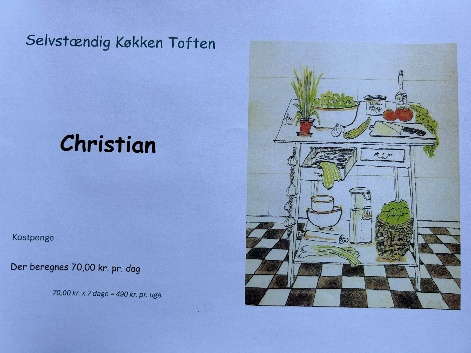 Selvstændig Køkken Toften
Christian
Kostpenge
Der beregnes 70,00 kr. pr. dag
70,00 kr. x 7 dage = 490 kr. pr. uge.